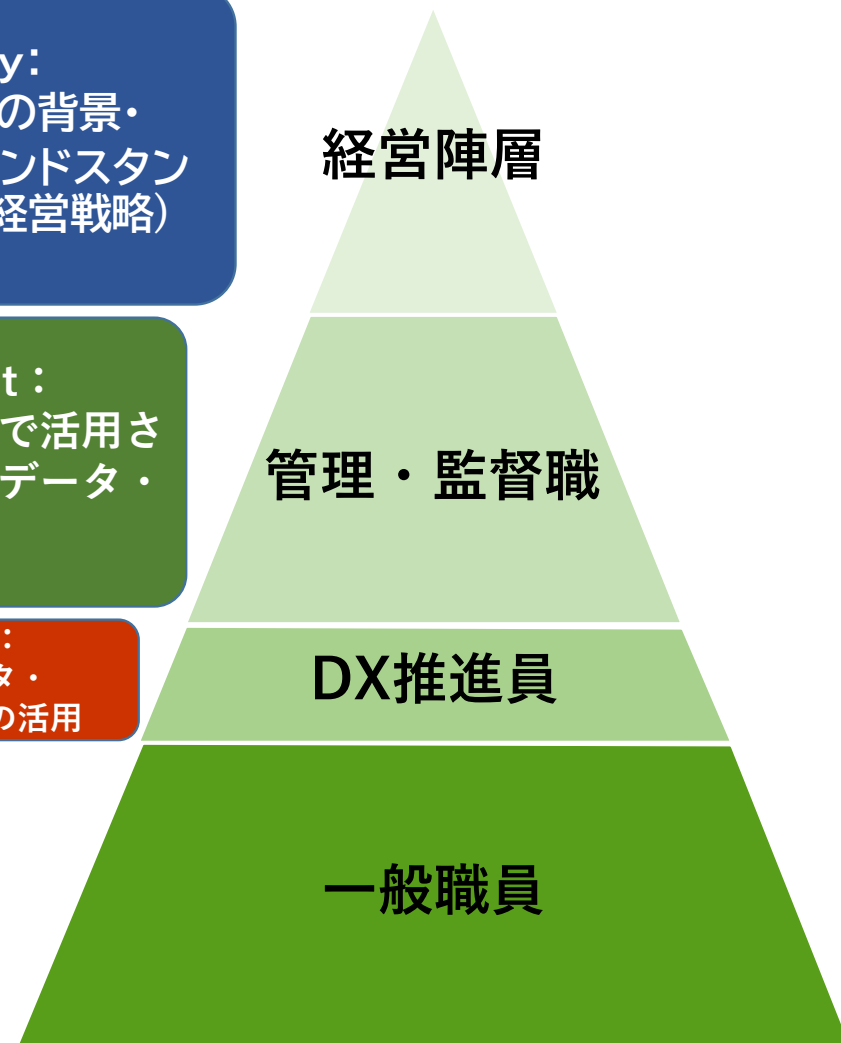 y:
の背景・
ンドスタン
経営戦略)
t:
で活用さ
データ・
:
タ・
の活用
経営陣層
管理・監督職
DX推進員
一般職員